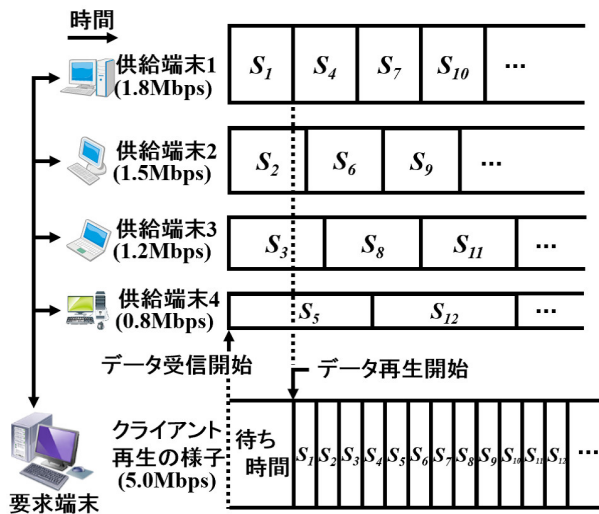 時間
供給端末1
(1.8Mbps)
S1 S4 S7 S10 ...
供給端末2
(1.5Mbps)
S2 S6 S9 ...
供給端末3
(1.2Mbps)
S3 S8 S11 ...
供給端末4
(0.8Mbps)
S5 S12 ...
データ受信開始
データ再生開始
クライアント
再生の様子
(5.0Mbps)
要求端末
待ち
時間
S1 S2 S3 S4 S5 S6 S7 S8 S9 S10 S11 S12 ...